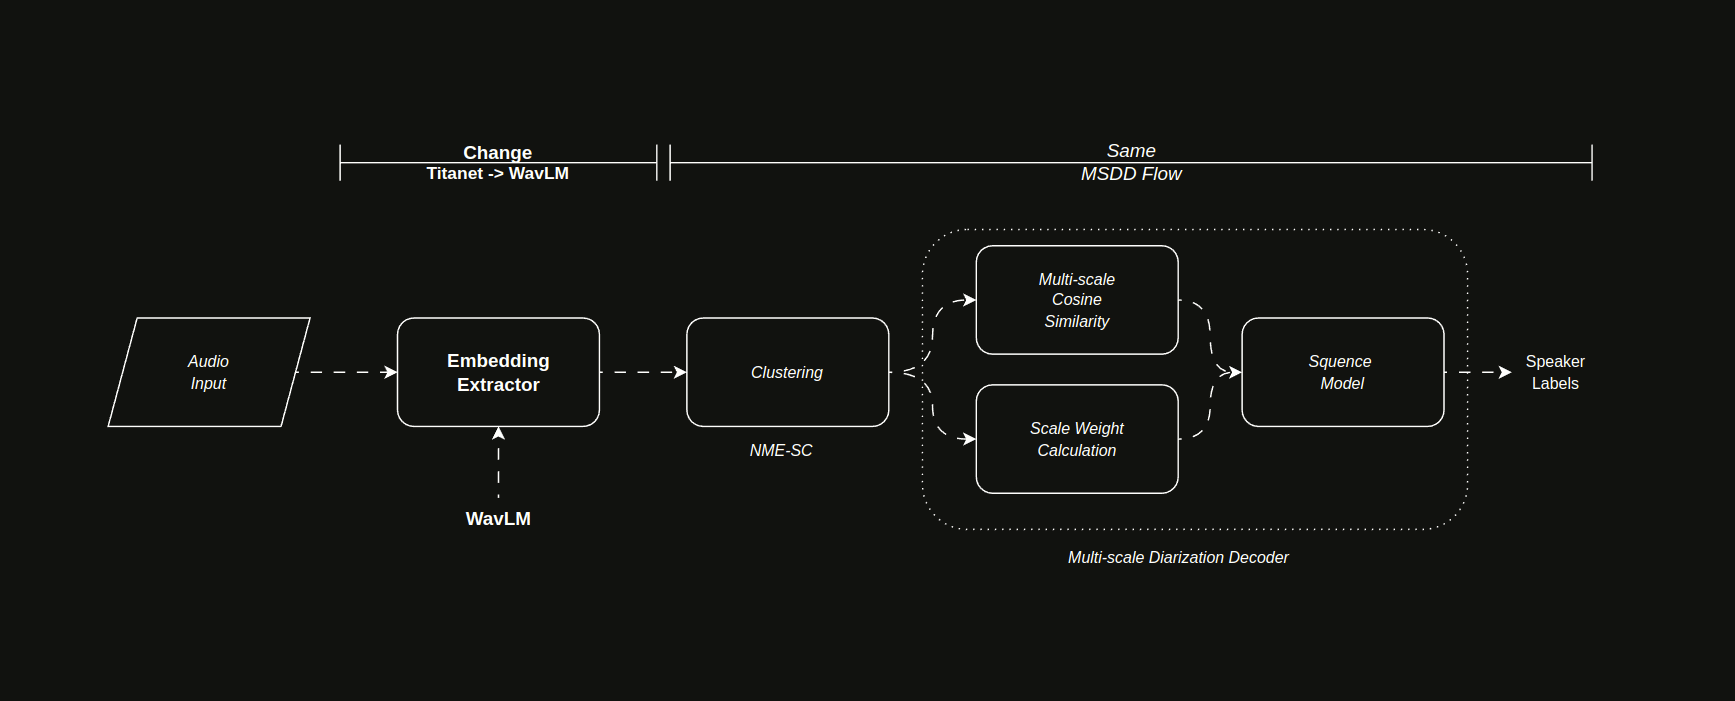 Change
Titanet -> WavLM
Same
MSDD Flow
Audio
Input
Embedding
Extractor
WavLM
Clustering
NME-SC
Multi-scale
Cosine
Similarity
Scale Weight
Calculation
Squence
Model
Speaker
Labels
Multi-scale Diarization Decoder